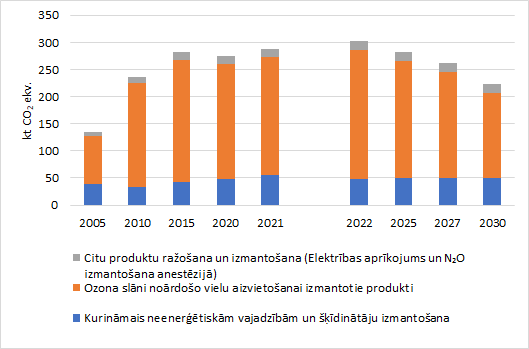 350
300
250
200
150
100
50
0
kt CO₂ ekv.
2005 2010 2015 2020 2021 2022 2025 2027 2030
Citu produktu ražošana un izmantošana (Elektrības aprīkojums un N₂O
izmantošana anestēzijā)
Ozona slāni noārdošo vielu aizvietošanai izmantotie produkti
Kurināmais neenerģētiskām vajadzībām un šķīdinātāju izmantošana